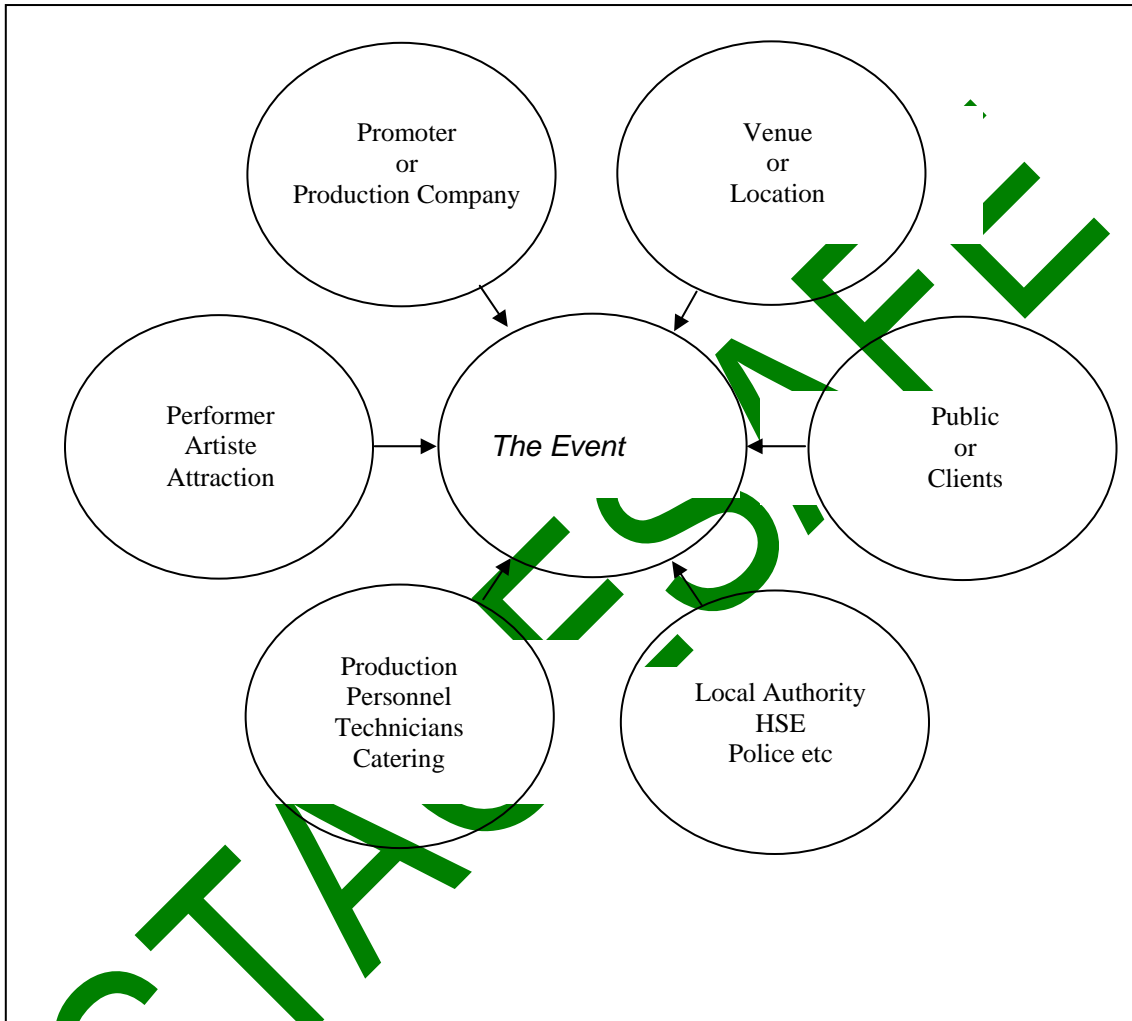 Promoter
or
Production Company
Venue
or
Location
Performer
Artiste
Attraction
The Event
Public
or
Clients
Production
Personnel
Technicians
Catering
Local Authority
HSE
Police etc